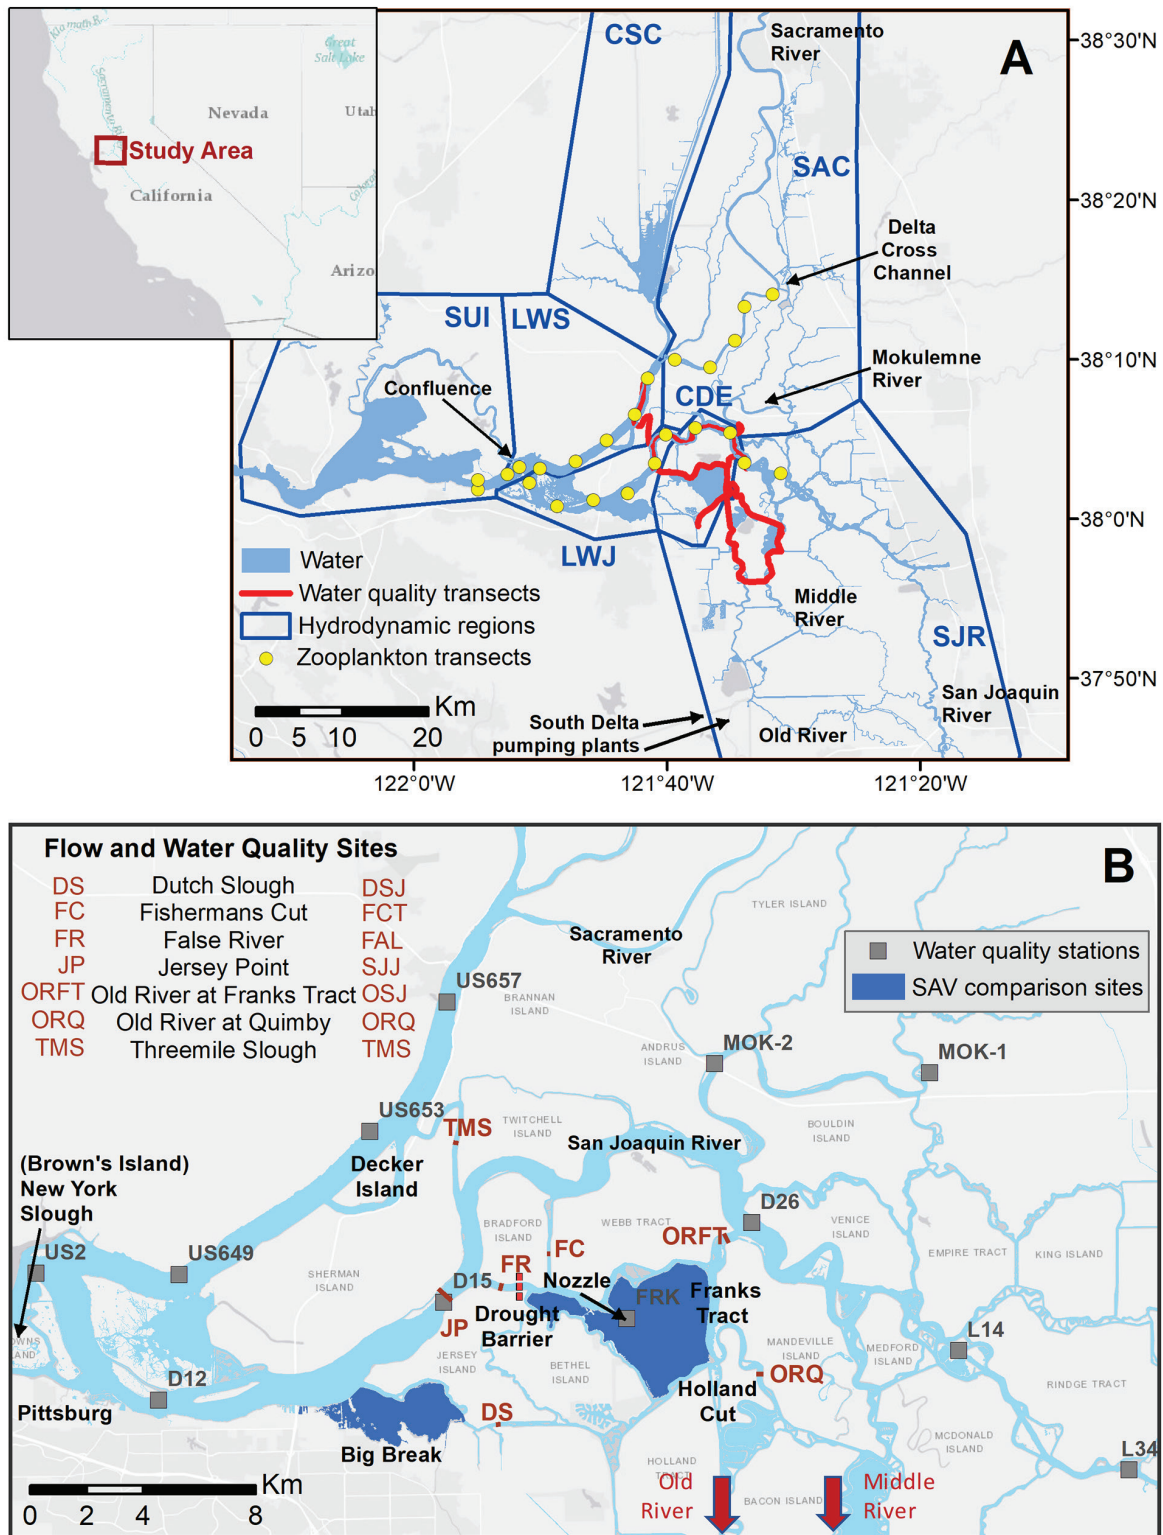 Klamath R.
Great
Salt Lake
Sacramento R.
Nevada
Utah
Study Area
California
Arizo
A
CSC
Sacramento
River
SAC
Delta
Cross
Channel
SUI
LWS
Mokulemne
River
Confluence
CDE
LWJ
Middle
River
SJR
San Joaquin
River
South Delta
pumping plants
Old River
Water
Water quality transects
Hydrodynamic regions
Zooplankton transects
Km
0 5 10 20
38°30'N
38°20'N
38°10'N
38°0'N
37°50'N
122°0'W 121°40'W 121°20'W
B
Flow and Water Quality Sites
DS Dutch Slough DSJ
FC Fishermans Cut FCT
FR False River FAL
JP Jersey Point SJJ
ORFT Old River at Franks Tract OSJ
ORQ Old River at Quimby ORQ
TMS Threemile Slough TMS
TYLER ISLAND
Sacramento
River
Water quality stations
SAV comparison sites
US657
BRANNAN
ISLAND
ANDRUS
ISLAND
MOK-2
MOK-1
US653
TMS
TWITCHELL
ISLAND
BOULDIN
ISLAND
San Joaquin River
(Brown's Island)
New York
Slough
Decker
Island
D26
BRADFORD
ISLAND
WEBB TRACT
VENICE
ISLAND
ORFT
EMPIRE TRACT
KING ISLAND
US2
US649
FC
FR
SHERMAN
ISLAND
D15
Nozzle
FRK
Franks
Tract
Drought
Barrier
JP
L14
MANDEVILLE
ISLAND
MEDFORD
ISLAND
JERSEY
ISLAND
BETHEL
ISLAND
ORQ
D12
RINDGE TRACT
Holland
Cut
Pittsburg
DS
Big Break
MCDONALD
ISLAND
L34
HOLLAND
TRACT
Old
River
BACON ISLAND
Middle
River
Km
0 2 4 8